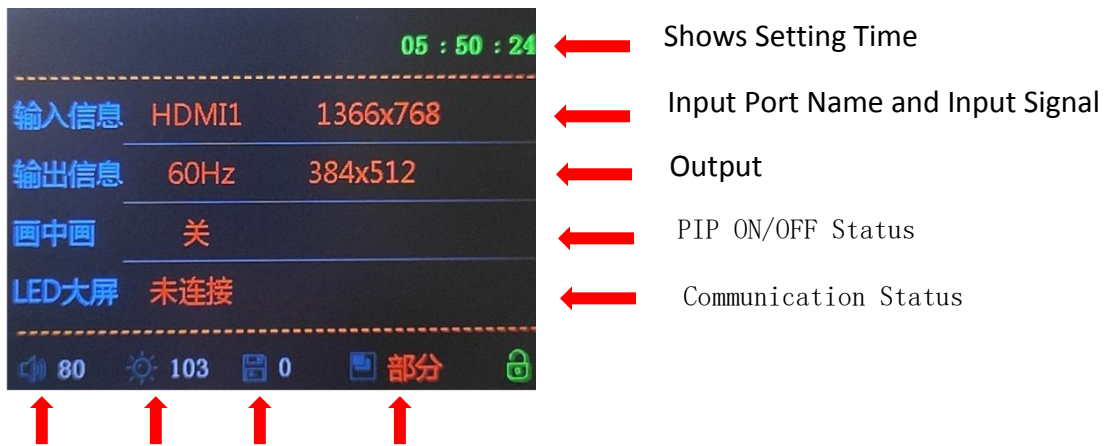 05 : 50 : 24
Shows Setting Time
输入信息 HDMI1 1366x768
Input Port Name and Input Signal
输出信息 60Hz 384x512
Output
画中画 关
PIP ON/OFF Status
LED大屏 未连接
Communication Status
80 103 0 部分